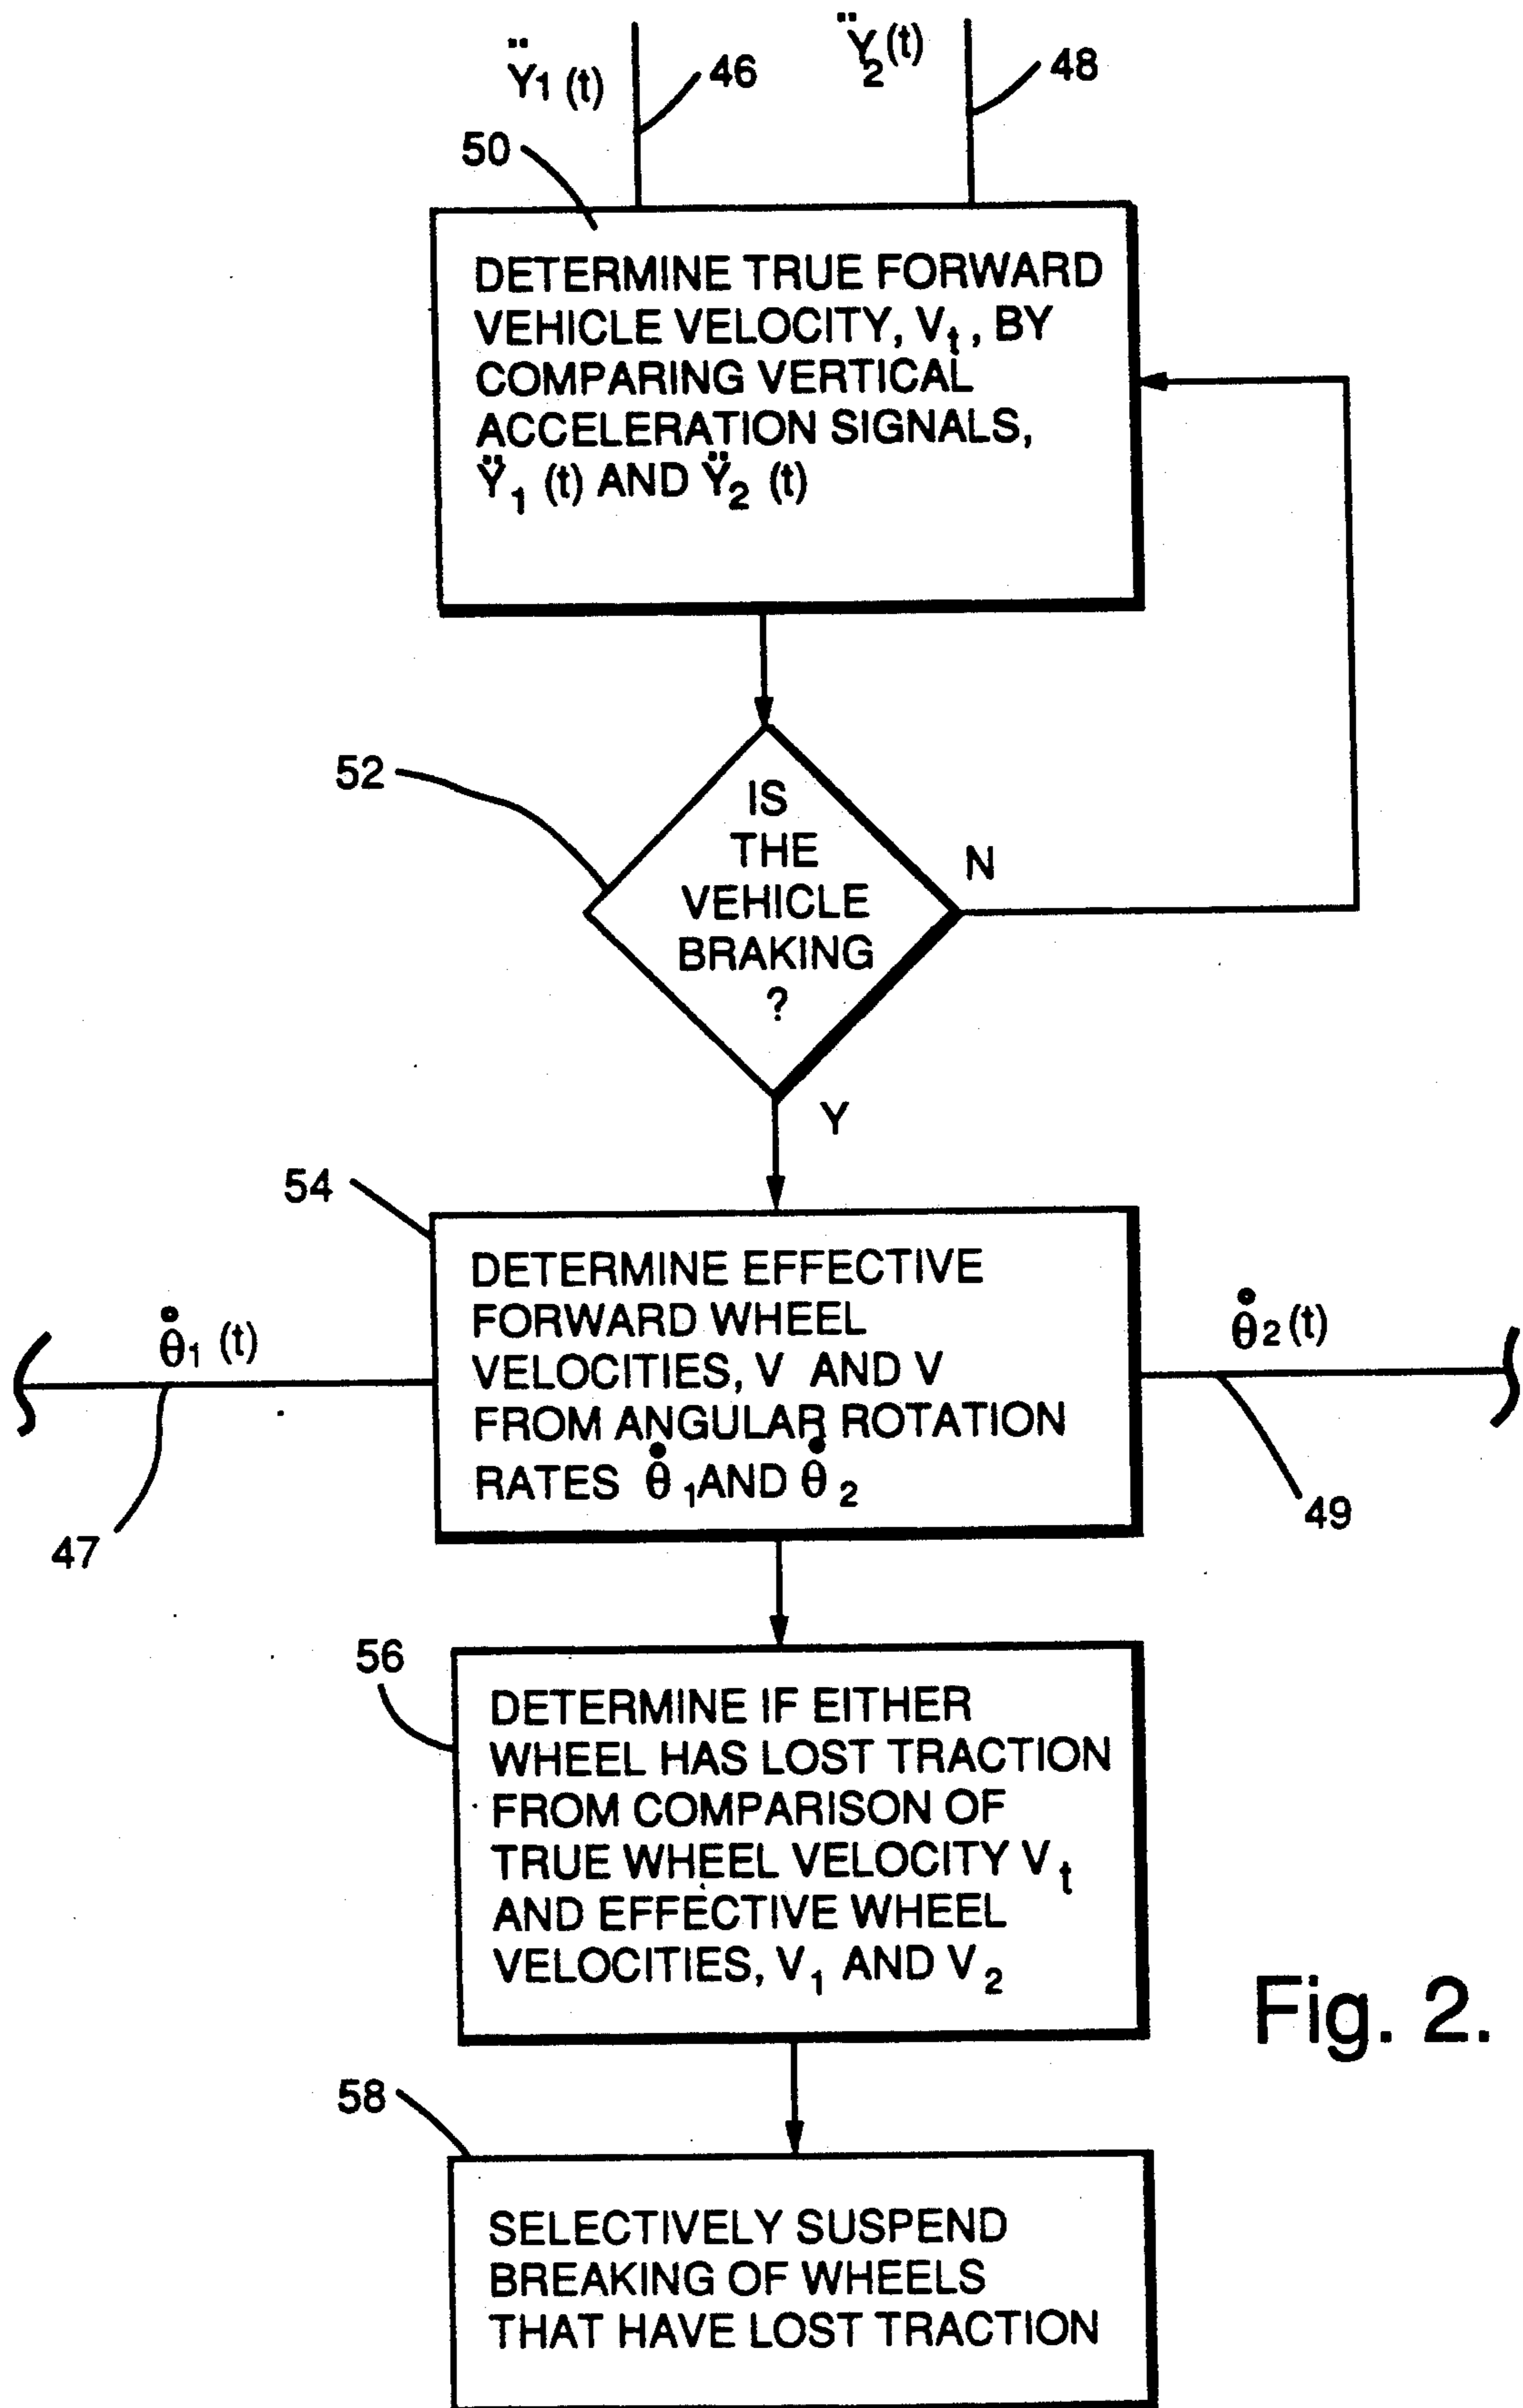 Ÿ1 (t)
46
Ÿ2 (t)
48
50
DETERMINE TRUE FORWARD
VEHICLE VELOCITY, Vt, BY
COMPARING VERTICAL
ACCELERATION SIGNALS,
Ÿ1 (t) AND Ÿ2 (t)
52
IS
THE
VEHICLE
BRAKING
?
N
Y
54
DETERMINE EFFECTIVE
FORWARD WHEEL
VELOCITIES, V AND V
FROM ANGULAR ROTATION
RATES θ̇ 1 AND θ̇ 2
θ̇1 (t)
47
θ̇2 (t)
49
56
DETERMINE IF EITHER
WHEEL HAS LOST TRACTION
FROM COMPARISON OF
TRUE WHEEL VELOCITY Vt
AND EFFECTIVE WHEEL
VELOCITIES, V1 AND V2
Fig. 2.
58
SELECTIVELY SUSPEND
BREAKING OF WHEELS
THAT HAVE LOST TRACTION